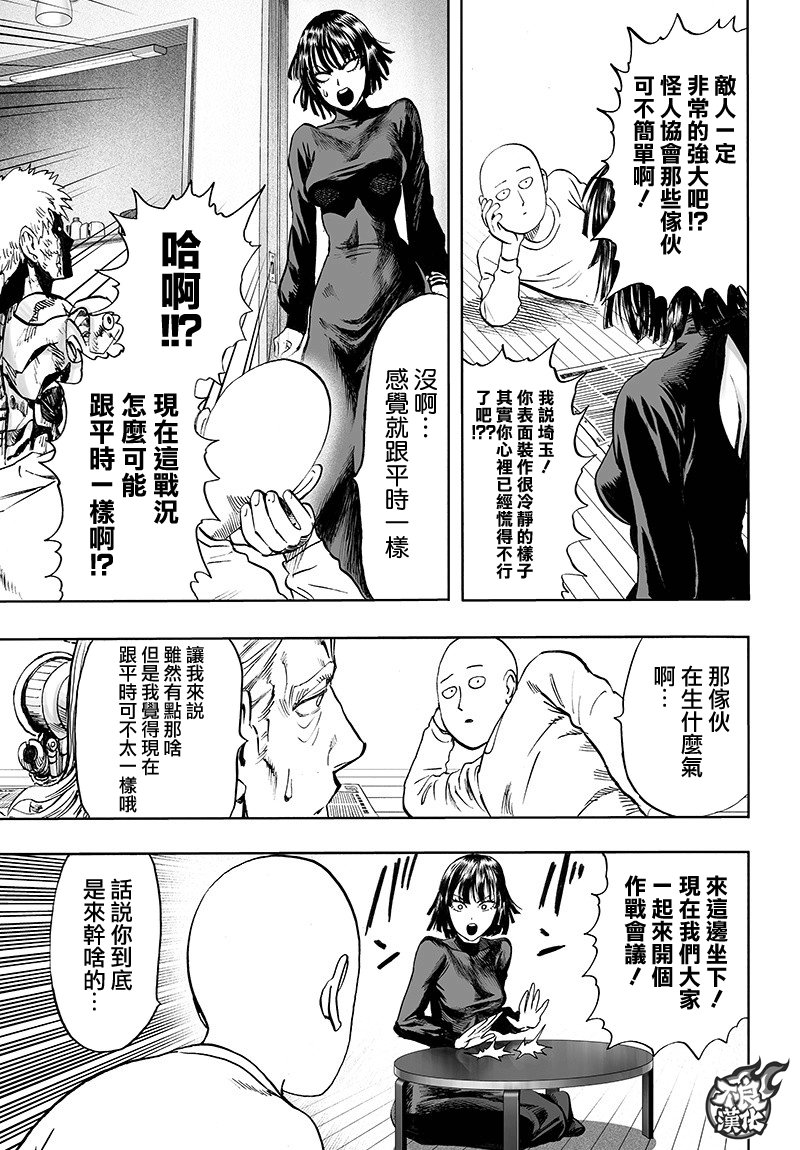 敵人一定
非常的強大吧!?
怪人協會那些傢伙
可不簡單啊！
我説埼玉！
你表面裝作很冷靜的樣子
其實你心裡已經慌得不行
了吧!??
沒啊…
感覺就跟平時一樣
哈啊!!?
現在這戰況
怎麼可能
跟平時一樣啊!?
那傢伙
在生什麼氣
啊…
讓我來説
雖然有點那啥
但是我覺得現在
跟平時可不太一樣哦
來這邊坐下！
現在我們大家
一起來開個
作戰會議！
話説你到底
是來幹啥的…
漢化